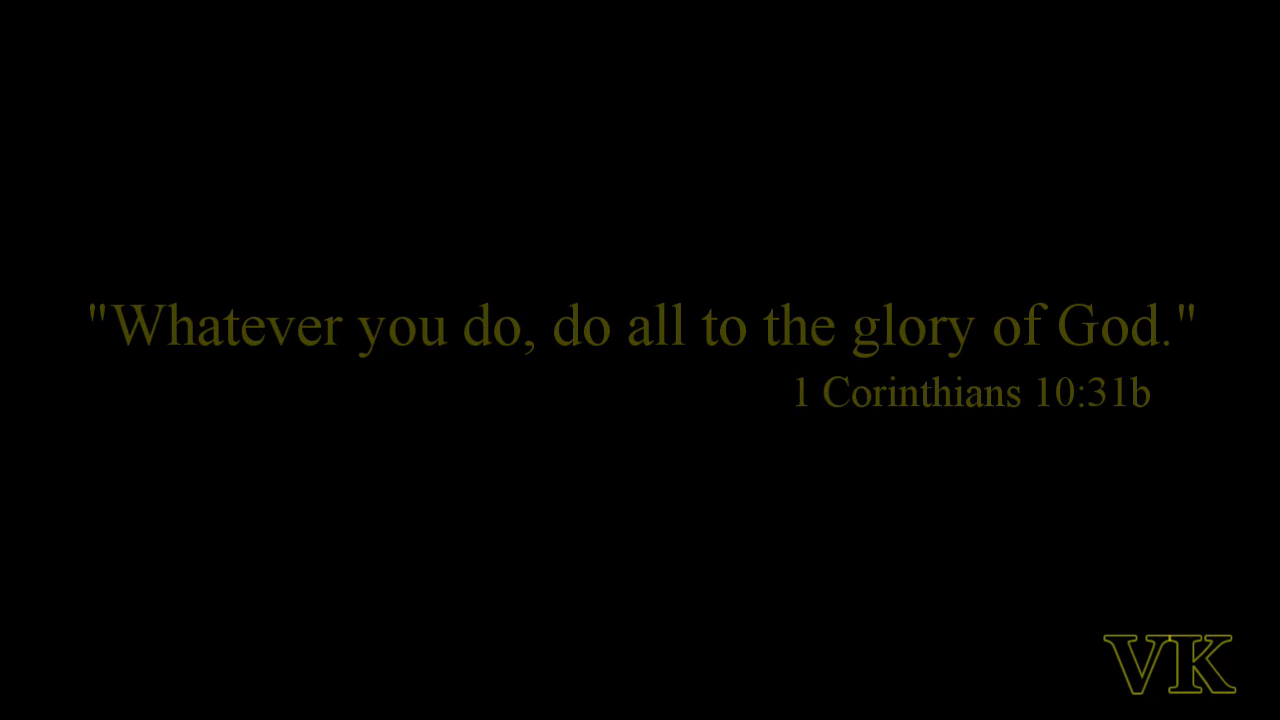 "Whatever you do, do all to the glory of God."
1 Corinthians 10:31b
VK